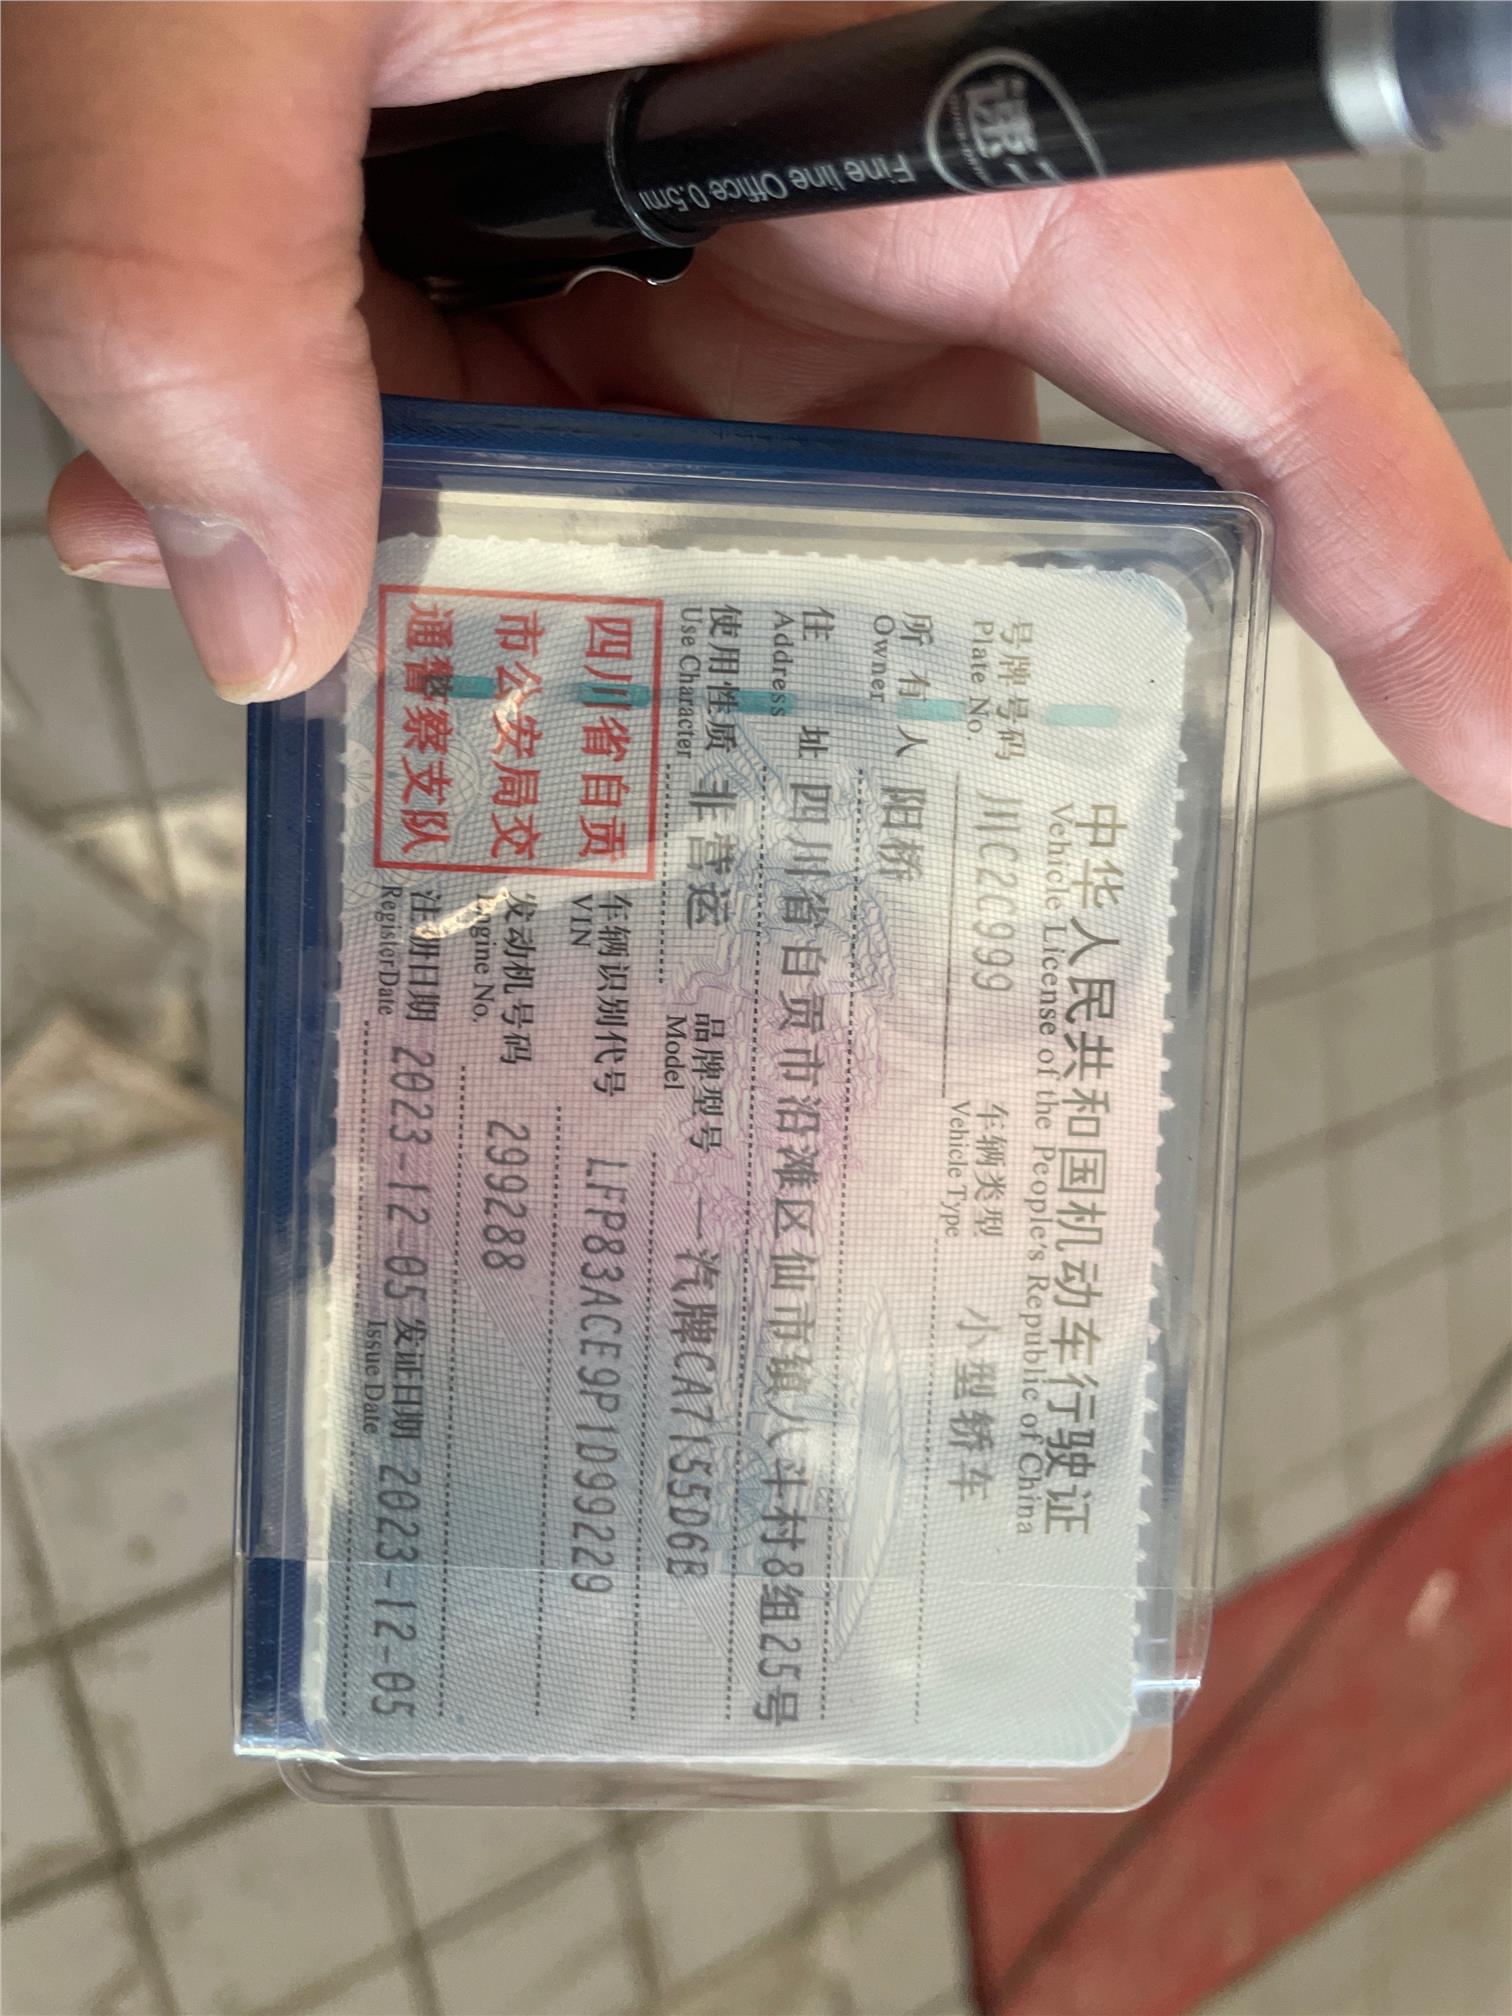 Fine line Office 0.5ml
中华人民共和国机动车行驶证
Vehicle License of the People's Republic of China
号牌号码 川C2C999 车辆类型 小型轿车
Plate No. Vehicle Type
所有人 阳桥
Owner
住址 四川省自贡市沿滩区仙市镇八斗村8组25号
Address
使用性质 非营运 品牌型号 一汽牌CA7155D6B
Use Character Model
四川省自贡
市公安局交
通警察支队
车辆识别代号 LFP83ACE9P1D99229
VIN
发动机号码 299288
Engine No.
注册日期 2023-12-05 发证日期 2023-12-05
Register Date Issue Date